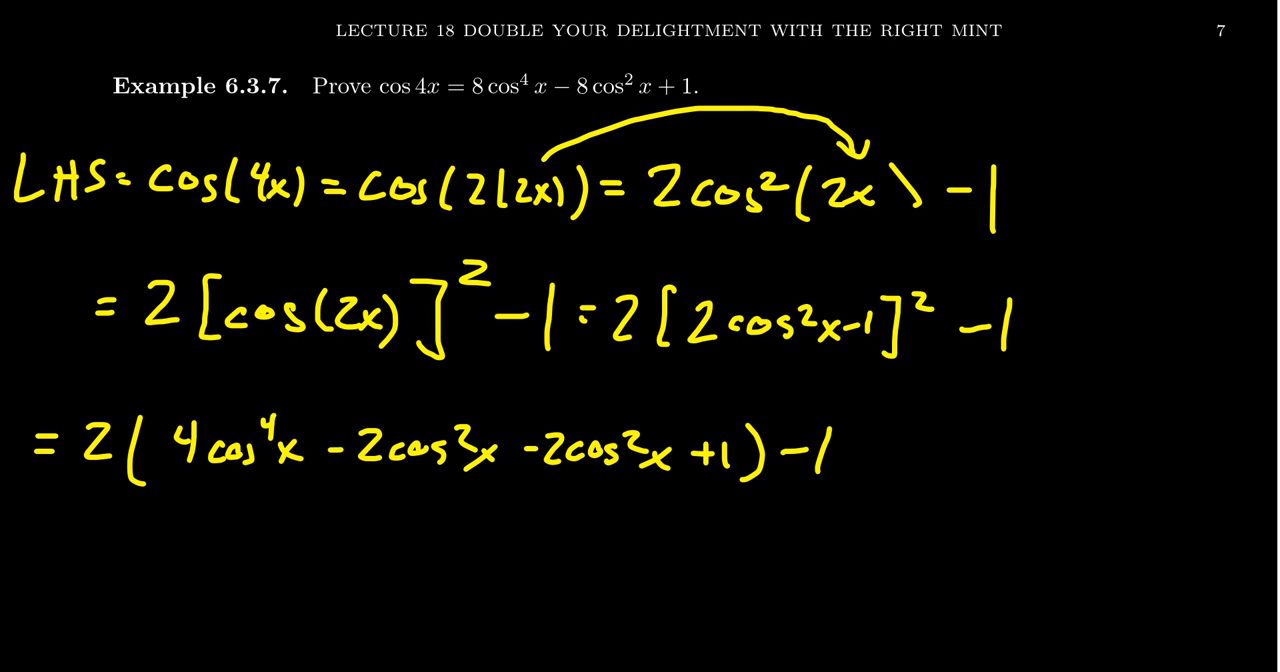 LECTURE 18 DOUBLE YOUR DELIGHTMENT WITH THE RIGHT MINT 7
Example 6.3.7. Prove cos 4x = 8 cos⁴ x − 8 cos² x + 1.
LHS = cos(4x) = cos(2(2x)) = 2cos²(2x) − 1
= 2[cos(2x)]² − 1 = 2[2cos²x−1]² − 1
= 2(4cos⁴x − 2cos²x − 2cos²x + 1) − 1